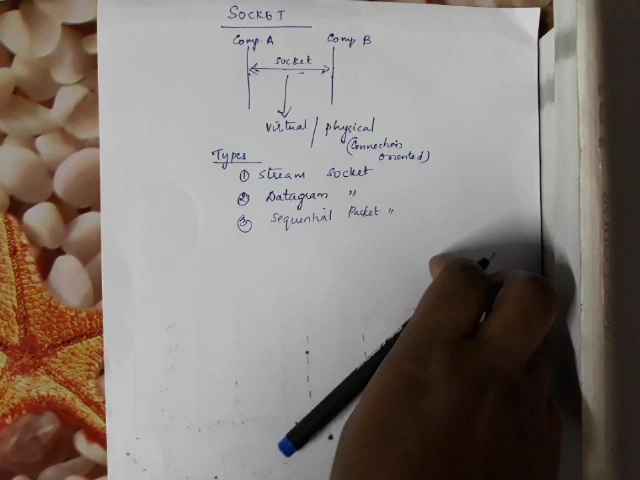 SOCKET
Comp. A Comp B
socket
virtual / physical
(Connection
oriented)
Types
① Stream Socket
② Datagram "
③ Sequential Packet "